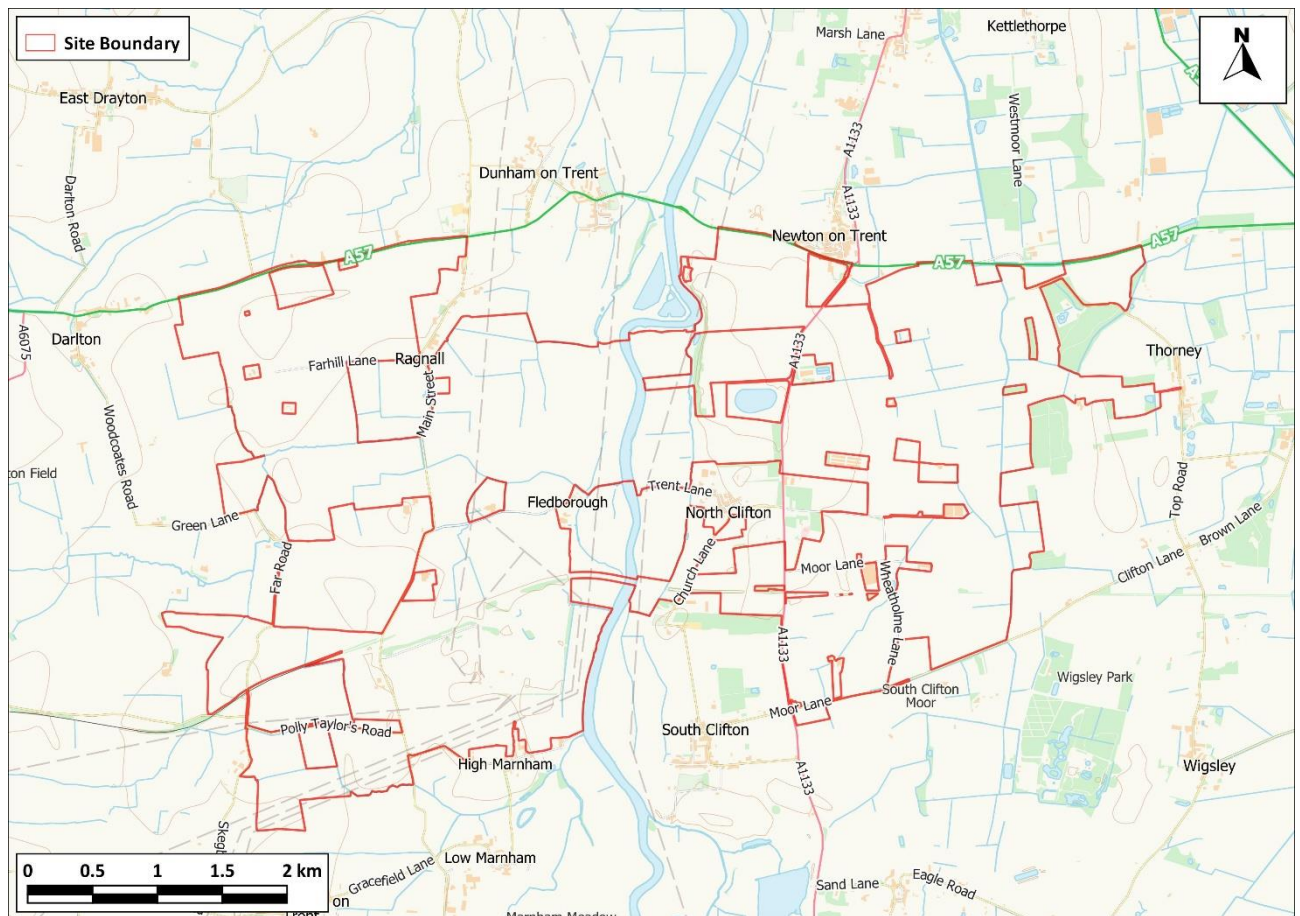 Site Boundary
N
Kettlethorpe
Marsh Lane
East Drayton
A1133
Westmoor Lane
Dunham on Trent
Darlton Road
A1133
Newton on Trent
A57
A57
A57
A6075
Darlton
A1133
Thorney
Farhill Lane
Ragnall
Main Street
Woodcoates Road
ton Field
Trent Lane
Top Road
Fledborough
North Clifton
Green Lane
Brown Lane
Far Road
Church Lane
Moor Lane
Clifton Lane
Wheatholme Lane
A1133
Wigsley Park
South Clifton
Moor
Moor Lane
Polly Taylor's Road
South Clifton
High Marnham
Wigsley
A1133
Low Marnham
Gracefield Lane
Sand Lane
Eagle Road
on
0 0.5 1 1.5 2 km